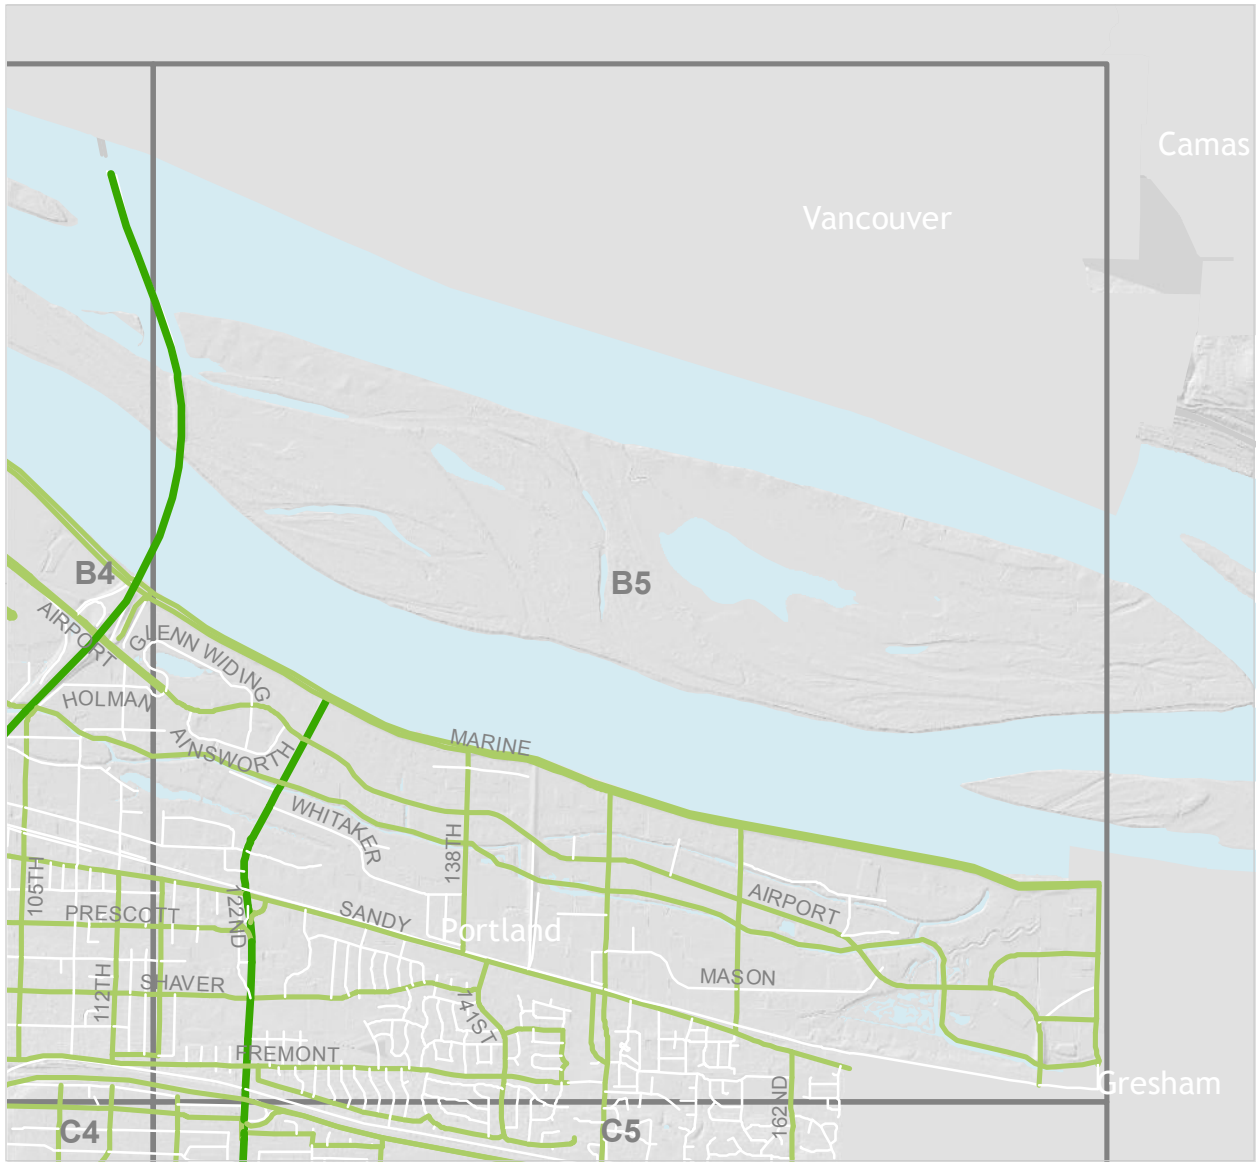 Camas
Vancouver
B4
B5
AIRPORT
GLENN WIDING
HOLMAN
AINSWORTH
MARINE
WHITAKER
138TH
105TH
PRESCOTT
122ND
SANDY
AIRPORT
Portland
112TH
SHAVER
141ST
MASON
FREMONT
162ND
Gresham
C4
C5